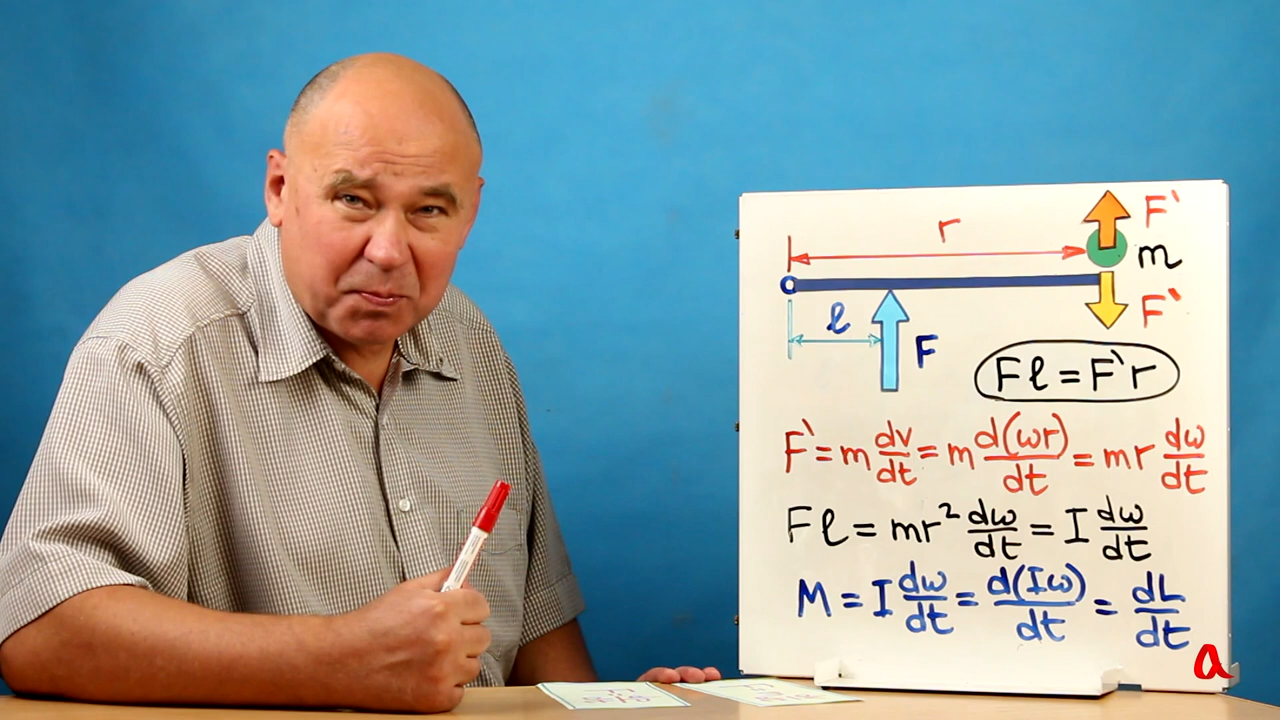 F`
r
m
F`
l
F
Fl = F`r
F` = m dv/dt = m d(ωr)/dt = mr dω/dt
Fl = mr² dω/dt = I dω/dt
M = I dω/dt = d(Iω)/dt = dL/dt
a